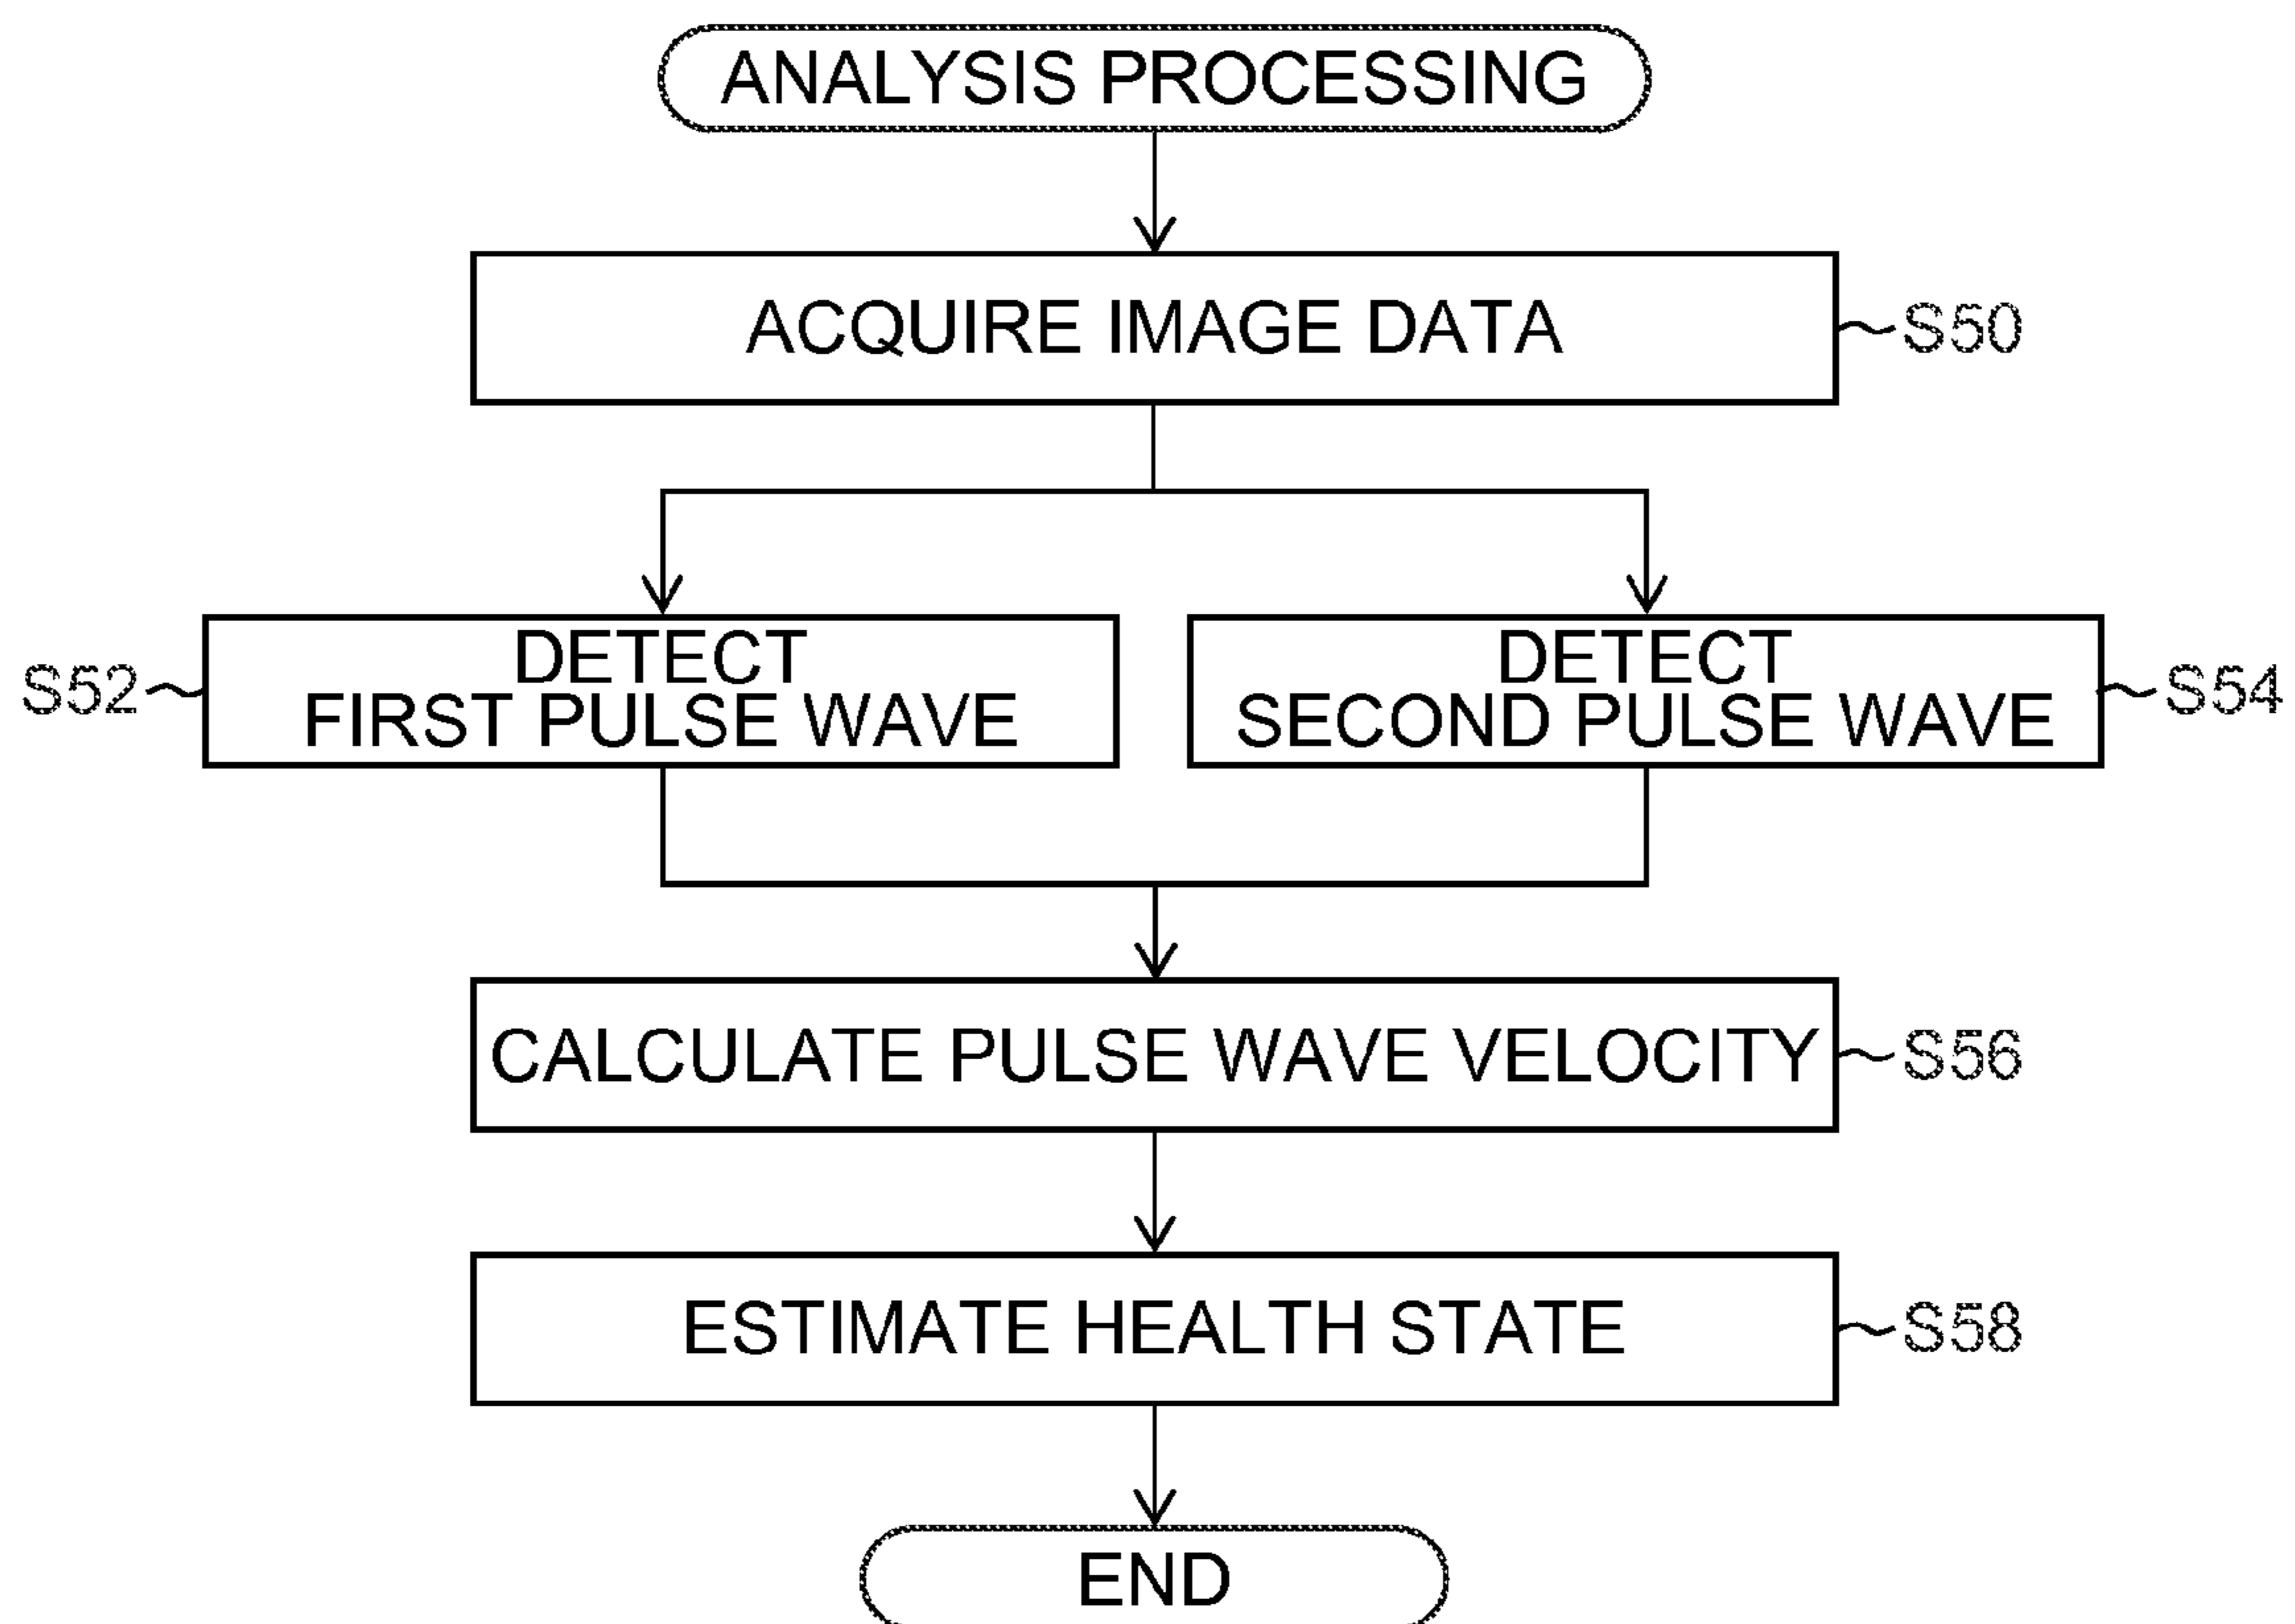 ANALYSIS PROCESSING
ACQUIRE IMAGE DATA
S50
S52
DETECT
FIRST PULSE WAVE
DETECT
SECOND PULSE WAVE
S54
CALCULATE PULSE WAVE VELOCITY
S56
ESTIMATE HEALTH STATE
S58
END